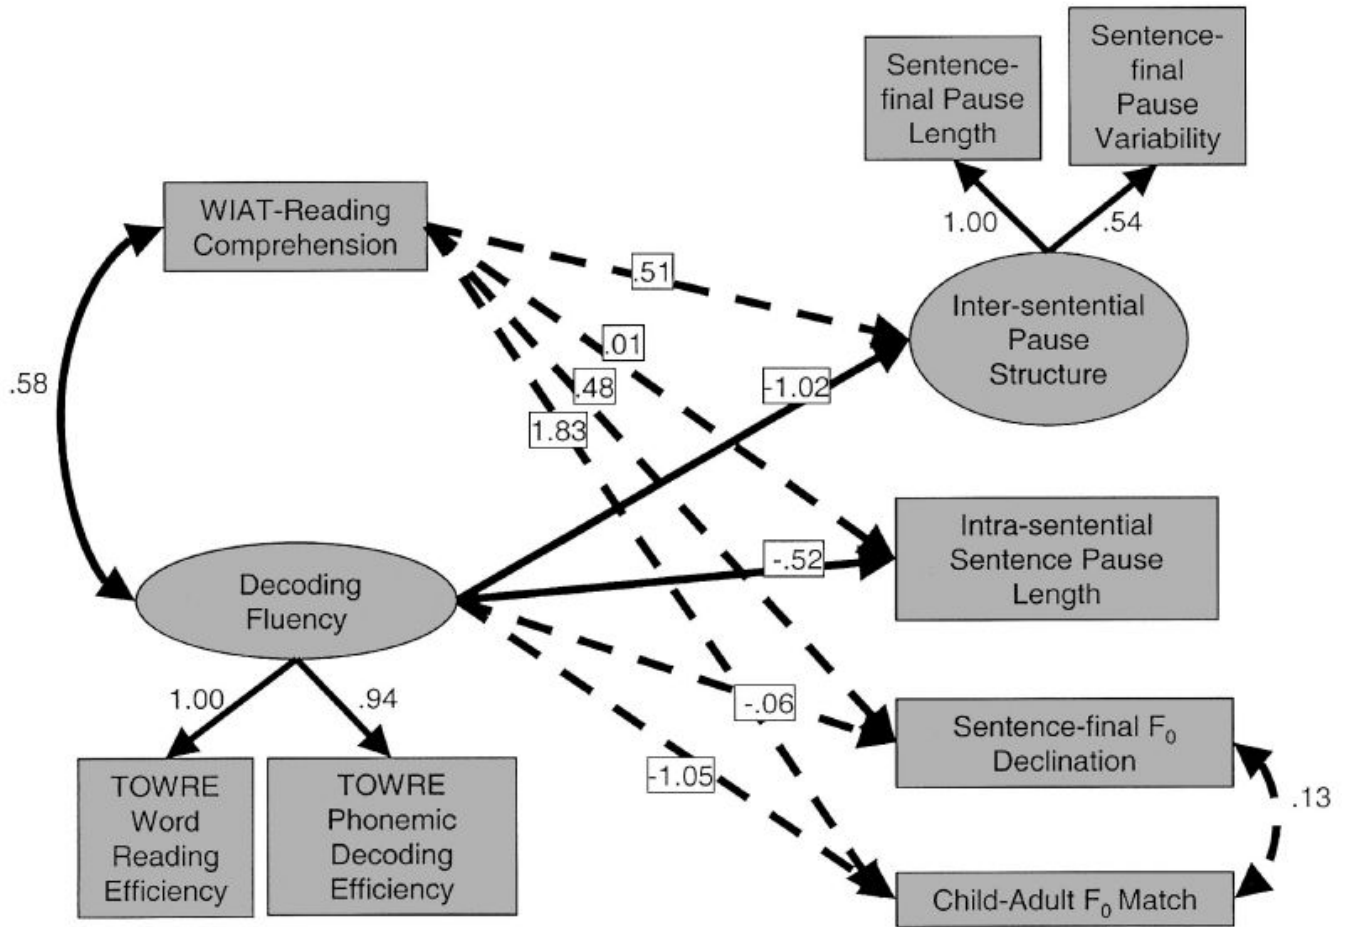 Sentence-
final Pause
Length
Sentence-
final
Pause
Variability
WIAT-Reading
Comprehension
1.00
.54
.51
Inter-sentential
Pause
Structure
.01
.58
.48
-1.02
1.83
Intra-sentential
Sentence Pause
Length
-.52
Decoding
Fluency
1.00
.94
-.06
Sentence-final F₀
Declination
-1.05
.13
TOWRE
Word
Reading
Efficiency
TOWRE
Phonemic
Decoding
Efficiency
Child-Adult F₀ Match